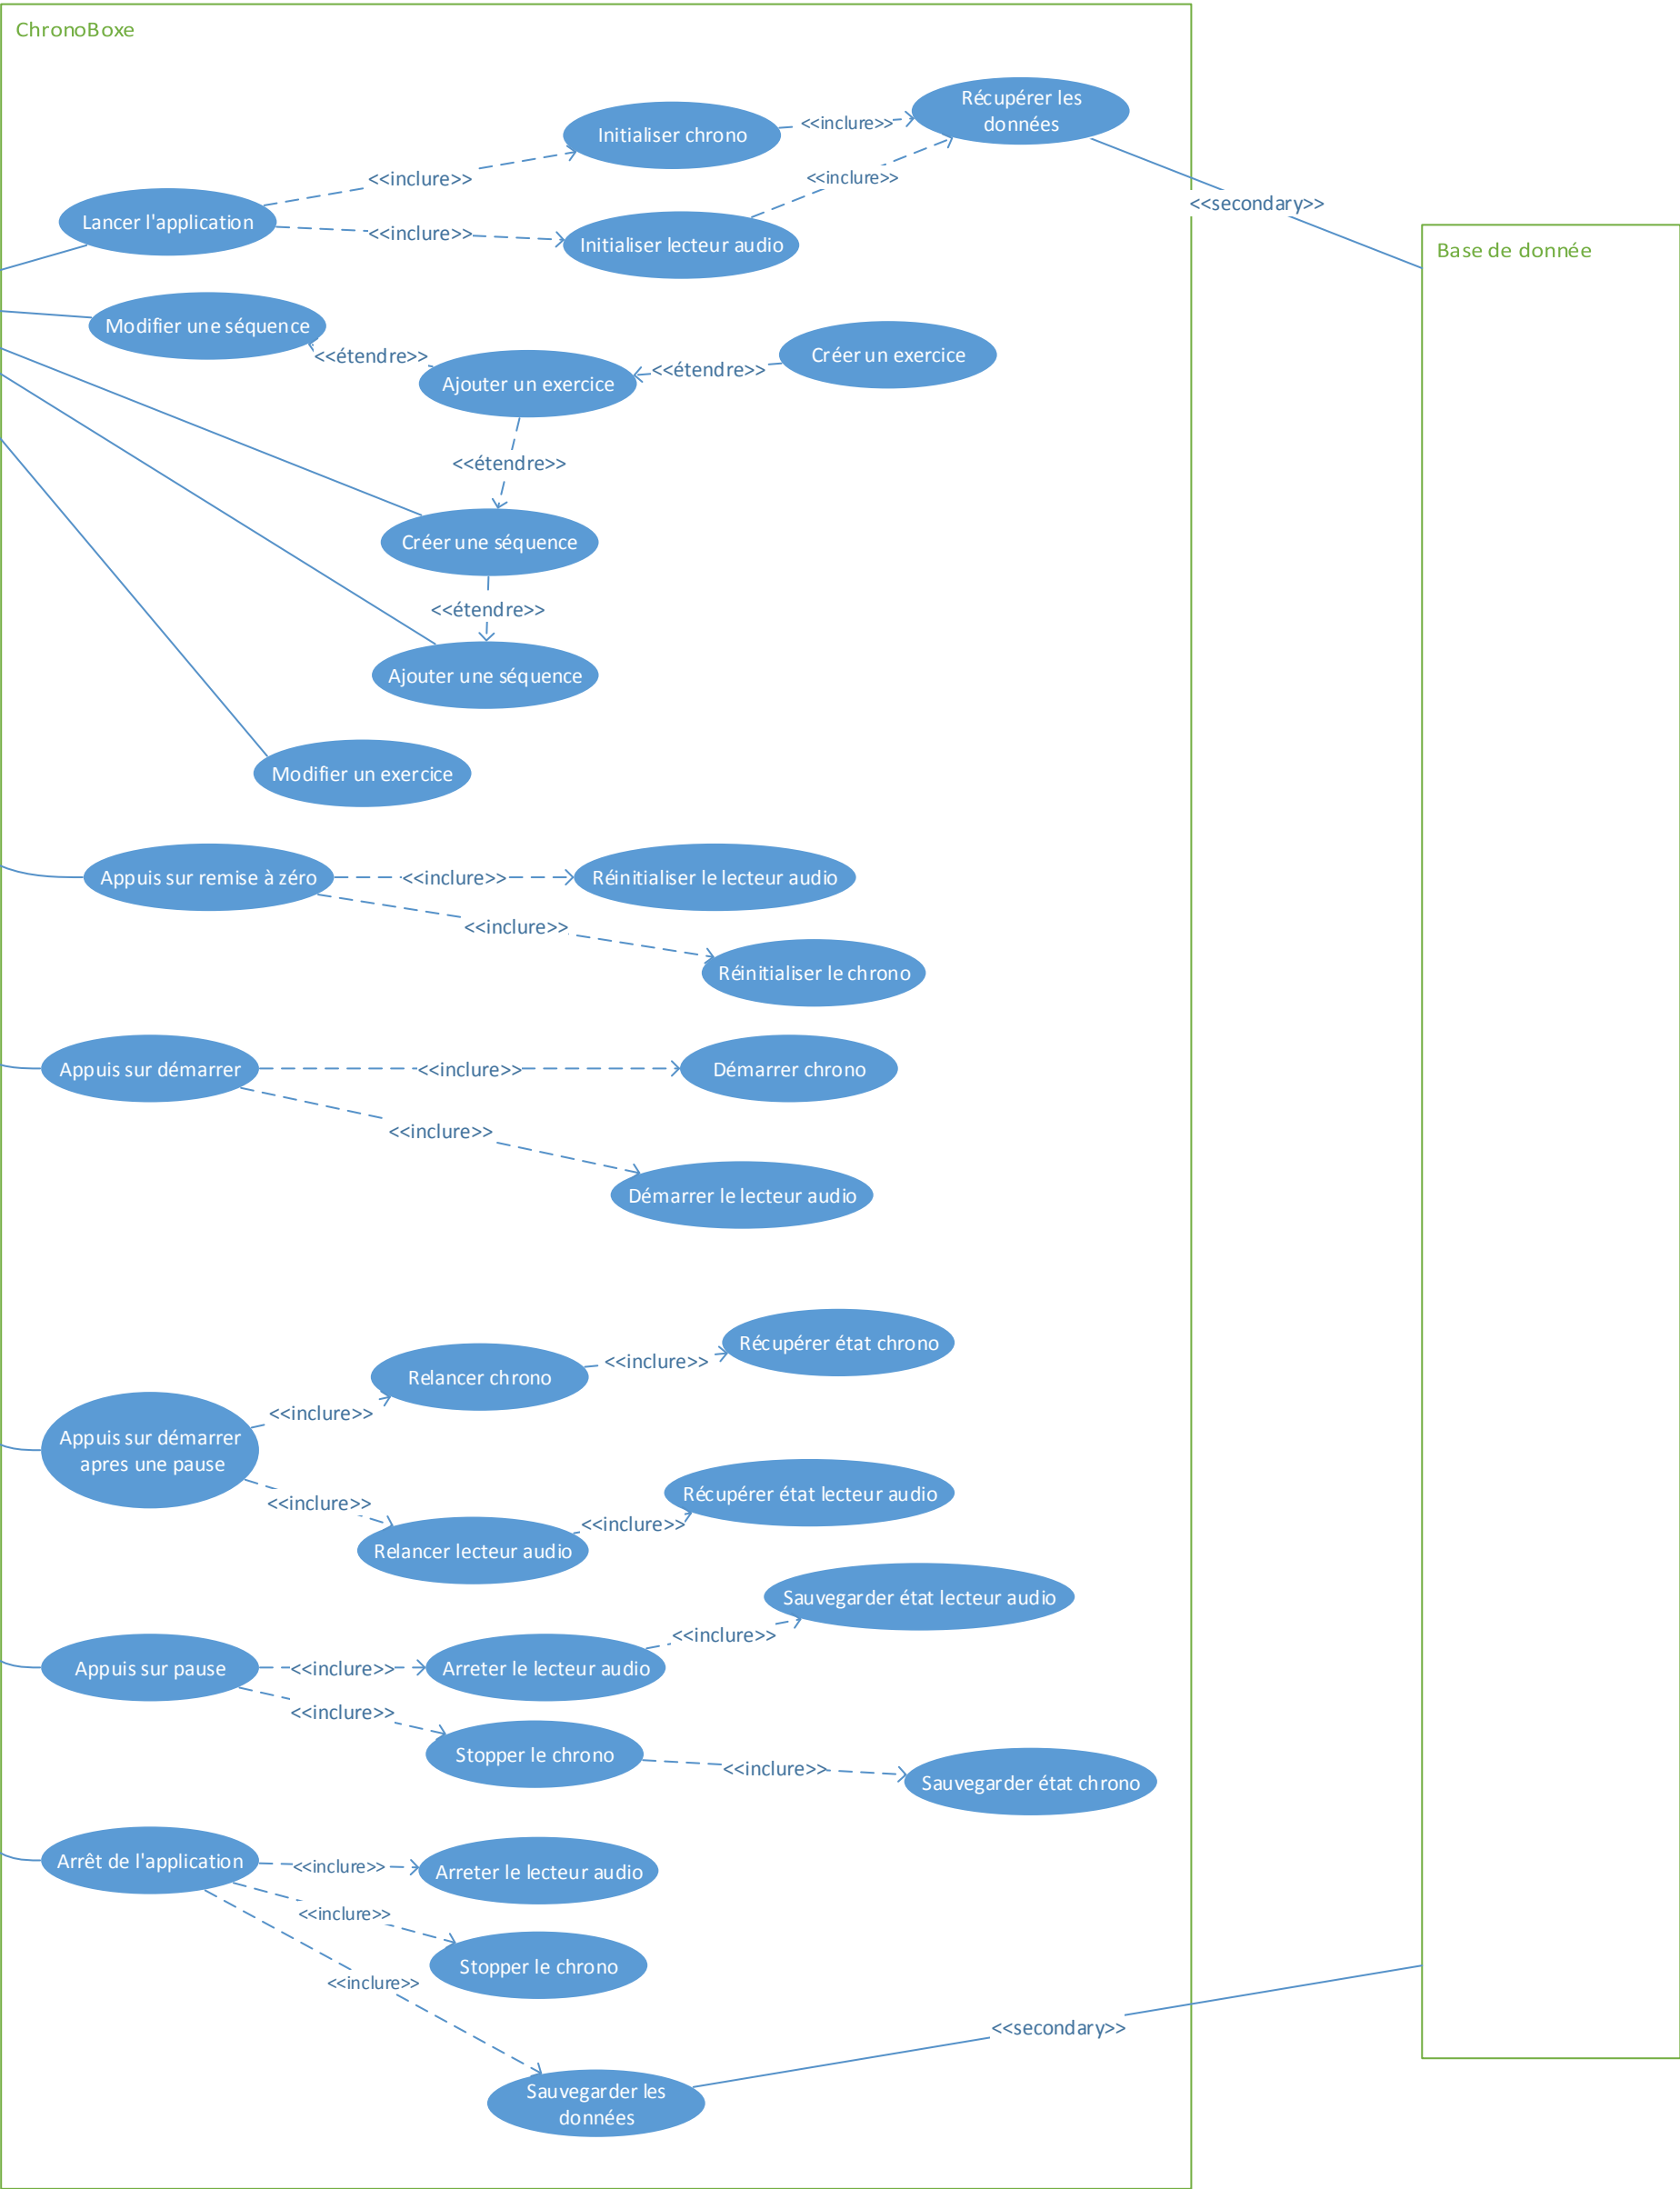 ChronoBoxe
Récupérer les
données
Initialiser chrono
<<inclure>>
<<inclure>>
<<inclure>>
<<secondary>>
Lancer l'application
<<inclure>>
Initialiser lecteur audio
Base de donnée
Modifier une séquence
<<étendre>>
Ajouter un exercice
<<étendre>>
Créer un exercice
<<étendre>>
Créer une séquence
<<étendre>>
Ajouter une séquence
Modifier un exercice
Appuis sur remise à zéro
<<inclure>>
Réinitialiser le lecteur audio
<<inclure>>
Réinitialiser le chrono
Appuis sur démarrer
<<inclure>>
Démarrer chrono
<<inclure>>
Démarrer le lecteur audio
Récupérer état chrono
<<inclure>>
Relancer chrono
<<inclure>>
Appuis sur démarrer
apres une pause
<<inclure>>
Récupérer état lecteur audio
<<inclure>>
Relancer lecteur audio
Sauvegarder état lecteur audio
<<inclure>>
Appuis sur pause
<<inclure>>
Arreter le lecteur audio
<<inclure>>
Stopper le chrono
<<inclure>>
Sauvegarder état chrono
Arrêt de l'application
<<inclure>>
Arreter le lecteur audio
<<inclure>>
Stopper le chrono
<<inclure>>
<<secondary>>
Sauvegarder les
données